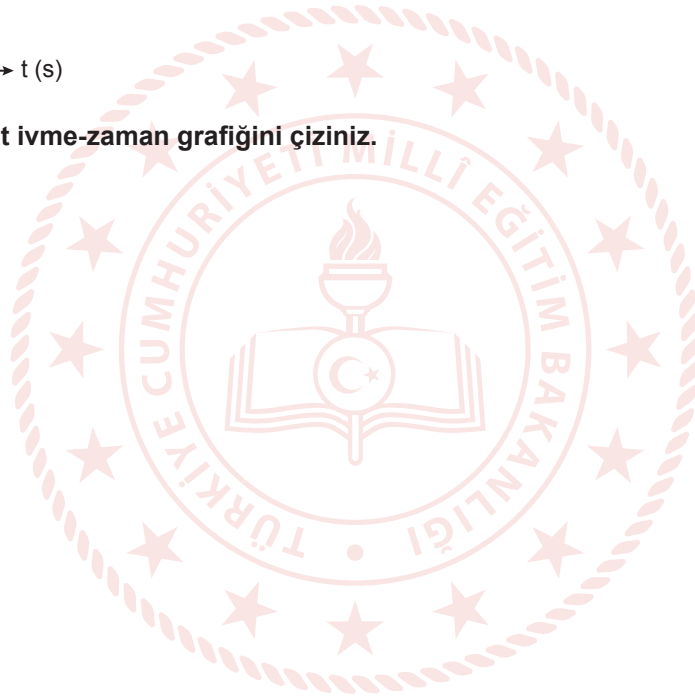 t (s)
t ivme-zaman grafiğini çiziniz.
TÜRKİYE CUMHURİYETİ MİLLÎ EĞİTİM BAKANLIĞI